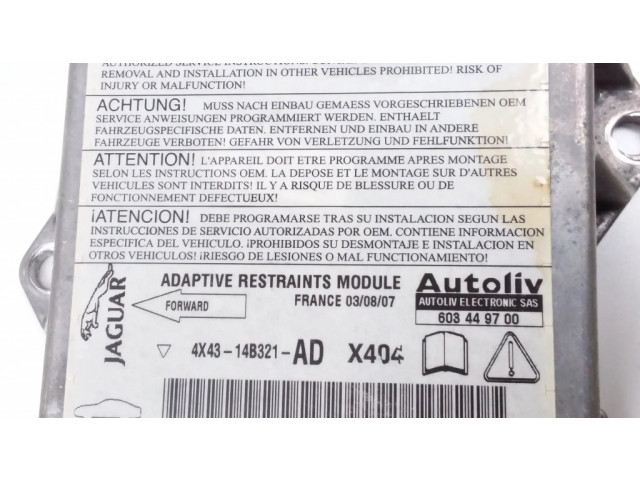 AUTHORIZED SERVICE INSTRUCTIONS.
REMOVAL AND INSTALLATION IN OTHER VEHICLES PROHIBITED! RISK OF
INJURY OR MALFUNCTION!
ACHTUNG! MUSS NACH EINBAU GEMAESS VORGESCHRIEBENEN OEM
SERVICE ANWEISUNGEN PROGRAMMIERT WERDEN. ENTHAELT
FAHRZEUGSPECIFISCHE DATEN. ENTFERNEN UND EINBAU IN ANDERE
FAHRZEUGE VERBOTEN! GEFAHR VON VERLETZUNG UND FEHLFUNKTION!
ATTENTION! L'APPAREIL DOIT ETRE PROGRAMME APRES MONTAGE
SELON LES INSTRUCTIONS OEM. LA DEPOSE ET LE MONTAGE SUR D'AUTRES
VEHICULES SONT INTERDITS! IL Y A RISQUE DE BLESSURE OU DE
FONCTIONNEMENT DEFECTUEUX!
¡ATENCION! DEBE PROGRAMARSE TRAS SU INSTALACION SEGUN LAS
INSTRUCCIONES DE SERVICIO AUTORIZADAS POR OEM. CONTIENE INFORMACION
ESPECIFICA DEL VEHICULO. ¡PROHIBIDO SU DESMONTAJE E INSTALACION EN
OTROS VEHICULOS! ¡RIESGO DE LESIONES O MAL FUNCTIONAMIENTO!
JAGUAR
FORWARD
ADAPTIVE RESTRAINTS MODULE
FRANCE 03/08/07
Autoliv
AUTOLIV ELECTRONIC SAS
603 44 97 00
4X43-14B321-AD X404